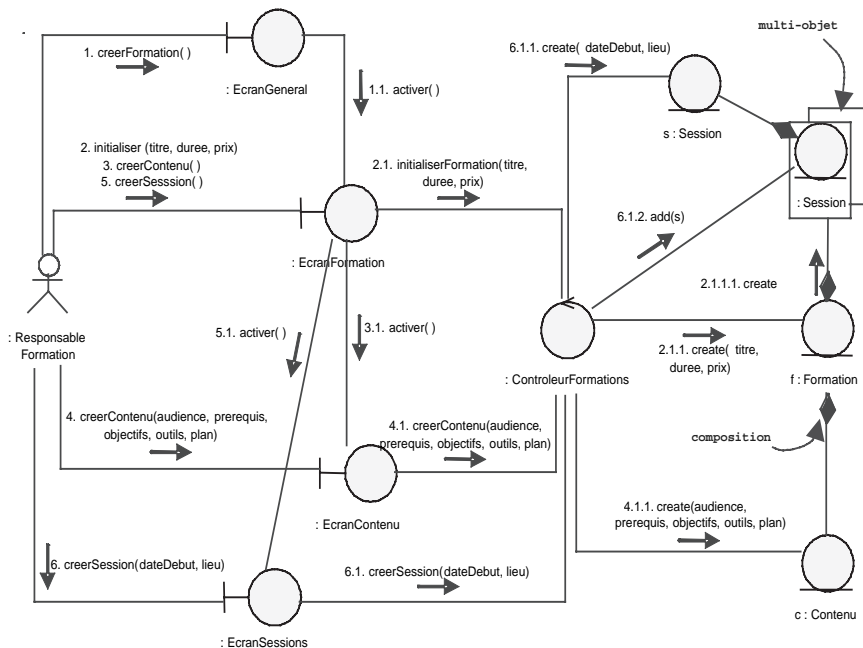 multi-objet
1. creerFormation( )
: EcranGeneral
1.1. activer( )
6.1.1. create( dateDebut, lieu)
s : Session
: Session
2. initialiser (titre, duree, prix)
3. creerContenu( )
5. creerSesssion( )
2.1. initialiserFormation(titre,
duree, prix)
: EcranFormation
6.1.2. add(s)
2.1.1.1. create
: Responsable
Formation
5.1. activer( )
3.1. activer( )
: ControleurFormations
2.1.1. create( titre,
duree, prix)
f : Formation
4. creerContenu(audience, prerequis,
objectifs, outils, plan)
4.1. creerContenu(audience,
prerequis, objectifs, outils, plan)
composition
: EcranContenu
4.1.1. create(audience,
prerequis, objectifs, outils, plan)
6. creerSession(dateDebut, lieu)
6.1. creerSession(dateDebut, lieu)
: EcranSessions
c : Contenu